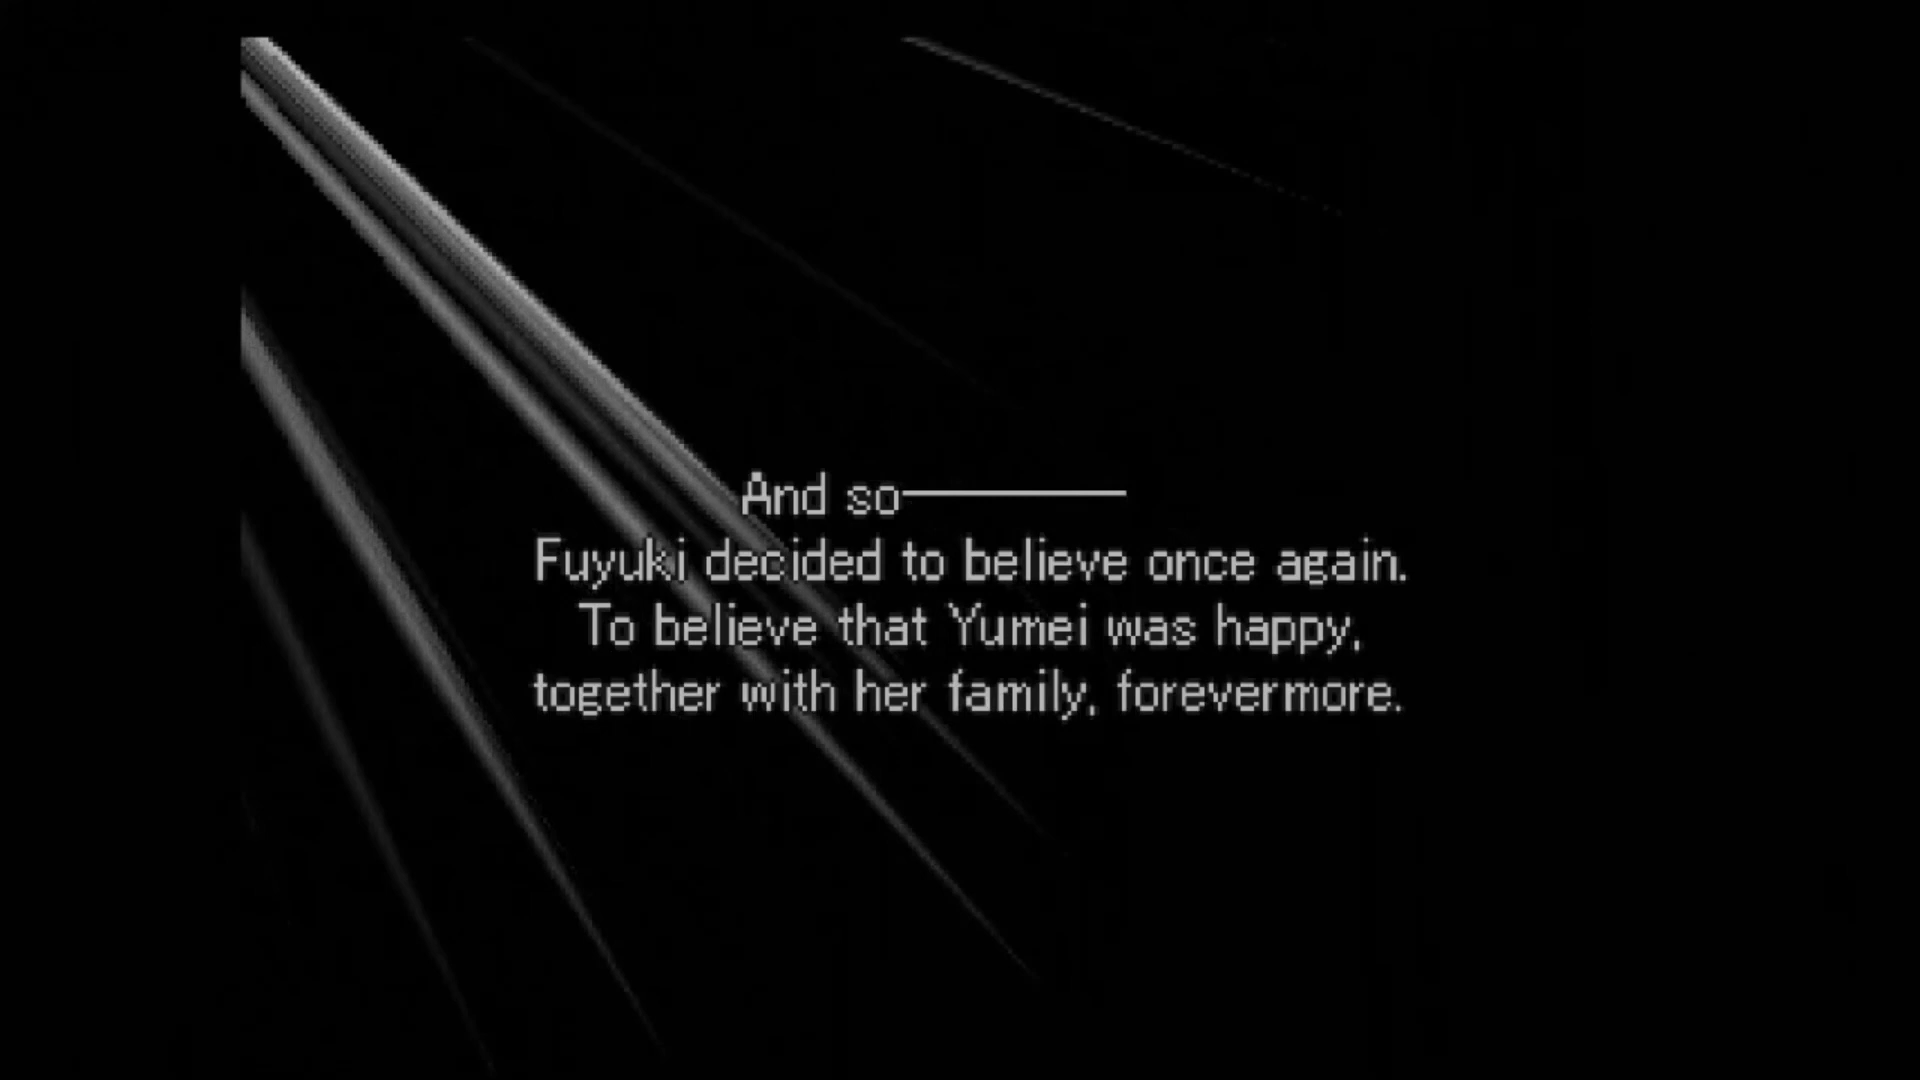 And so————
Fuyuki decided to believe once again.
To believe that Yumei was happy,
together with her family, forevermore.